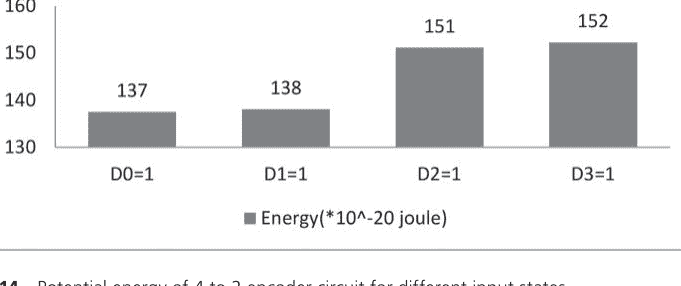 160
152
151
150
138
137
140
130
D0=1 D1=1 D2=1 D3=1
Energy(*10^-20 joule)
14 Potential energy of 4 to 2 encoder circuit for different input states